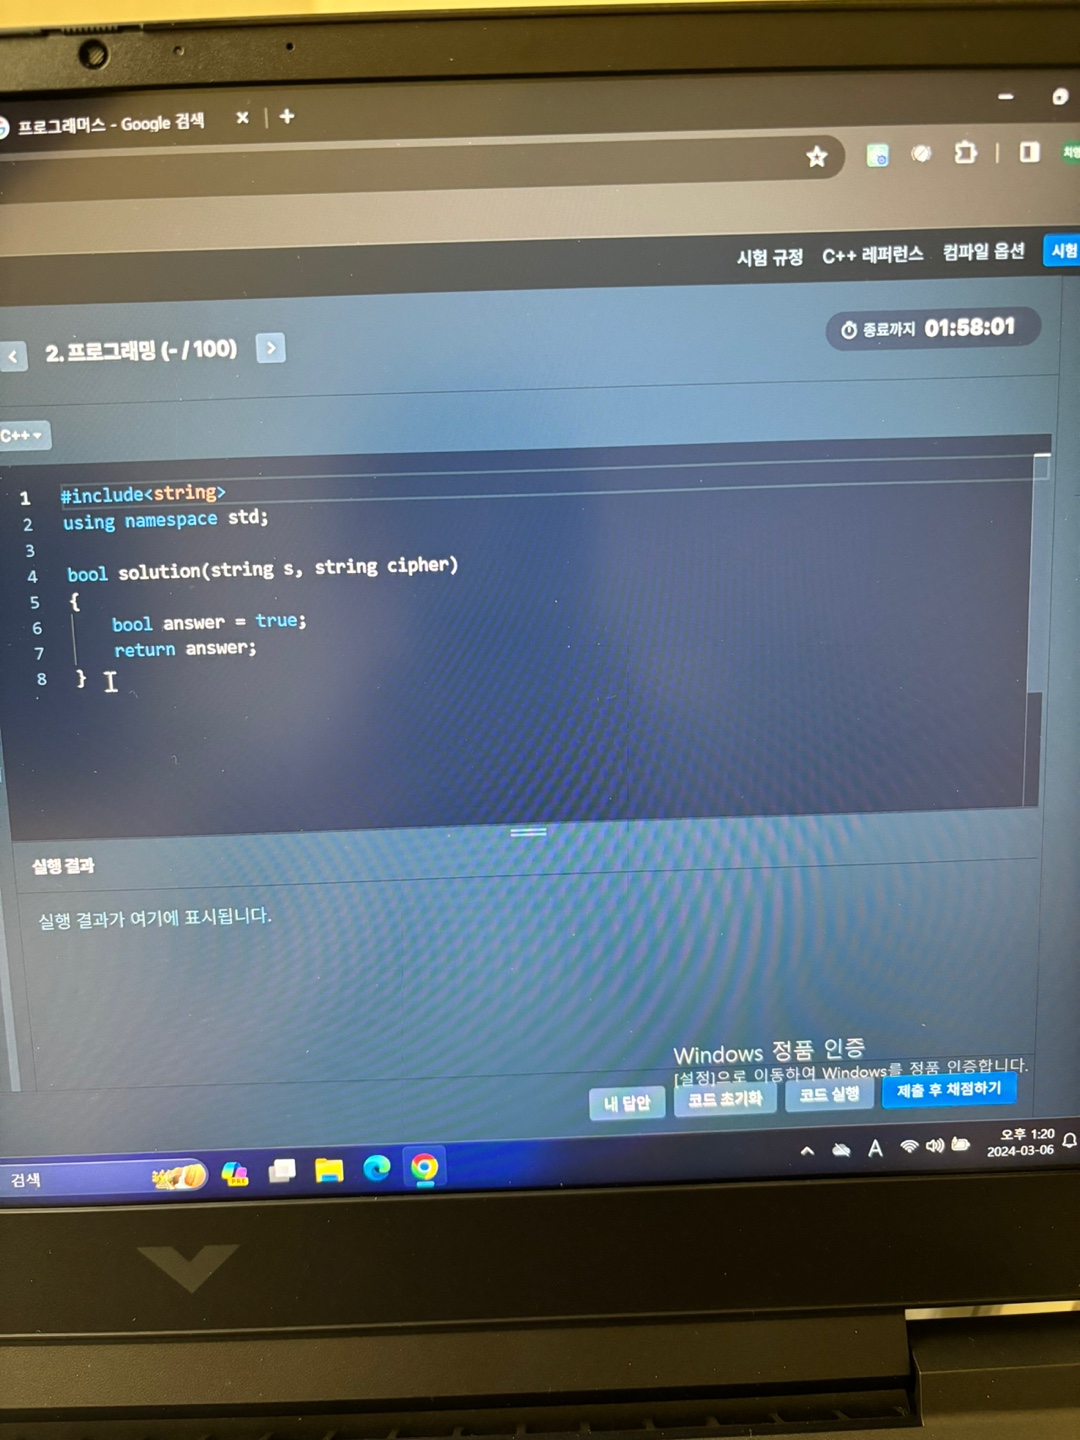 프로그래머스 - Google 검색
시험 규정 C++ 레퍼런스 컴파일 옵션 시험
2. 프로그래밍 (- / 100)
종료까지 01:58:01
C++
1 #include<string>
2 using namespace std;
3
4 bool solution(string s, string cipher)
5 {
6 bool answer = true;
7 return answer;
8 }
실행 결과
실행 결과가 여기에 표시됩니다.
Windows 정품 인증
[설정]으로 이동하여 Windows를 정품 인증합니다.
내 답안 코드 초기화 코드 실행 제출 후 채점하기
검색
A
오후 1:20
2024-03-06